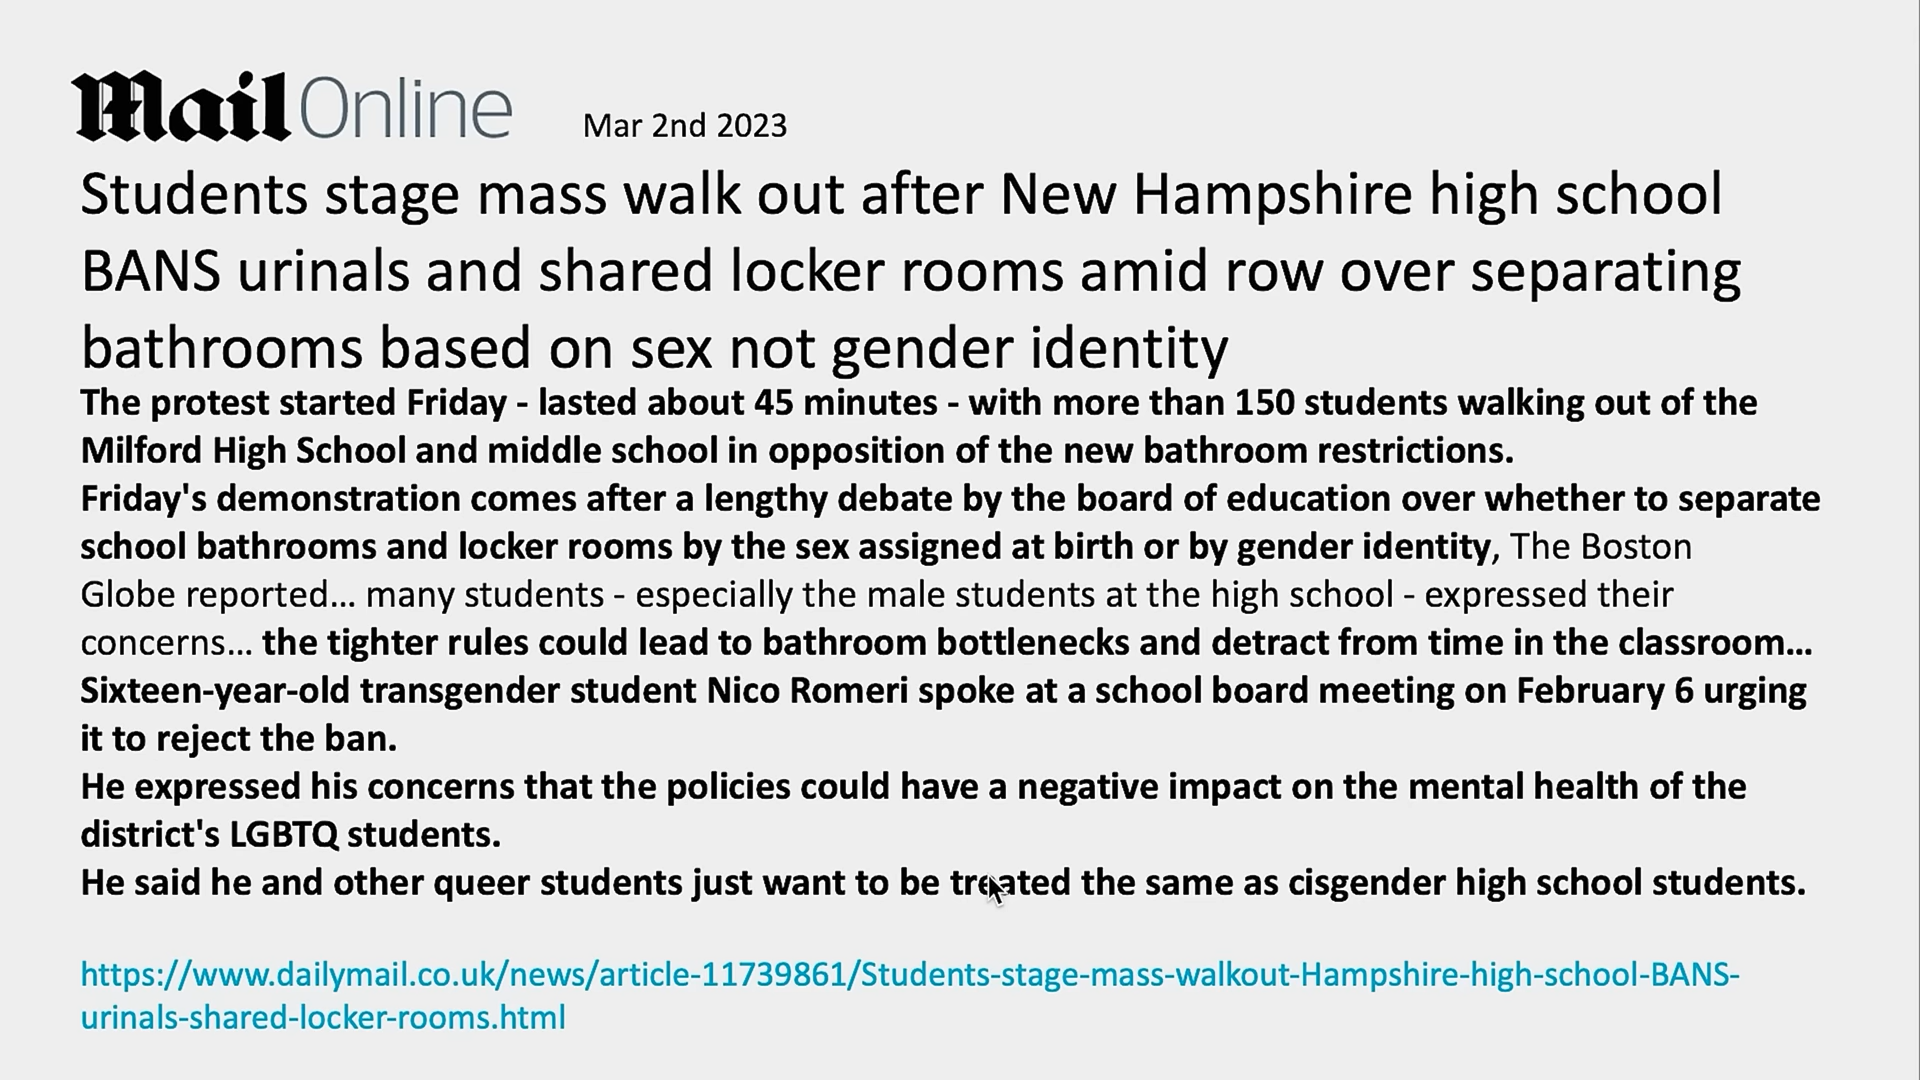 Mail Online Mar 2nd 2023
Students stage mass walk out after New Hampshire high school
BANS urinals and shared locker rooms amid row over separating
bathrooms based on sex not gender identity
The protest started Friday - lasted about 45 minutes - with more than 150 students walking out of the
Milford High School and middle school in opposition of the new bathroom restrictions.
Friday's demonstration comes after a lengthy debate by the board of education over whether to separate
school bathrooms and locker rooms by the sex assigned at birth or by gender identity, The Boston
Globe reported... many students - especially the male students at the high school - expressed their
concerns... the tighter rules could lead to bathroom bottlenecks and detract from time in the classroom...
Sixteen-year-old transgender student Nico Romeri spoke at a school board meeting on February 6 urging
it to reject the ban.
He expressed his concerns that the policies could have a negative impact on the mental health of the
district's LGBTQ students.
He said he and other queer students just want to be treated the same as cisgender high school students.
https://www.dailymail.co.uk/news/article-11739861/Students-stage-mass-walkout-Hampshire-high-school-BANS-
urinals-shared-locker-rooms.html